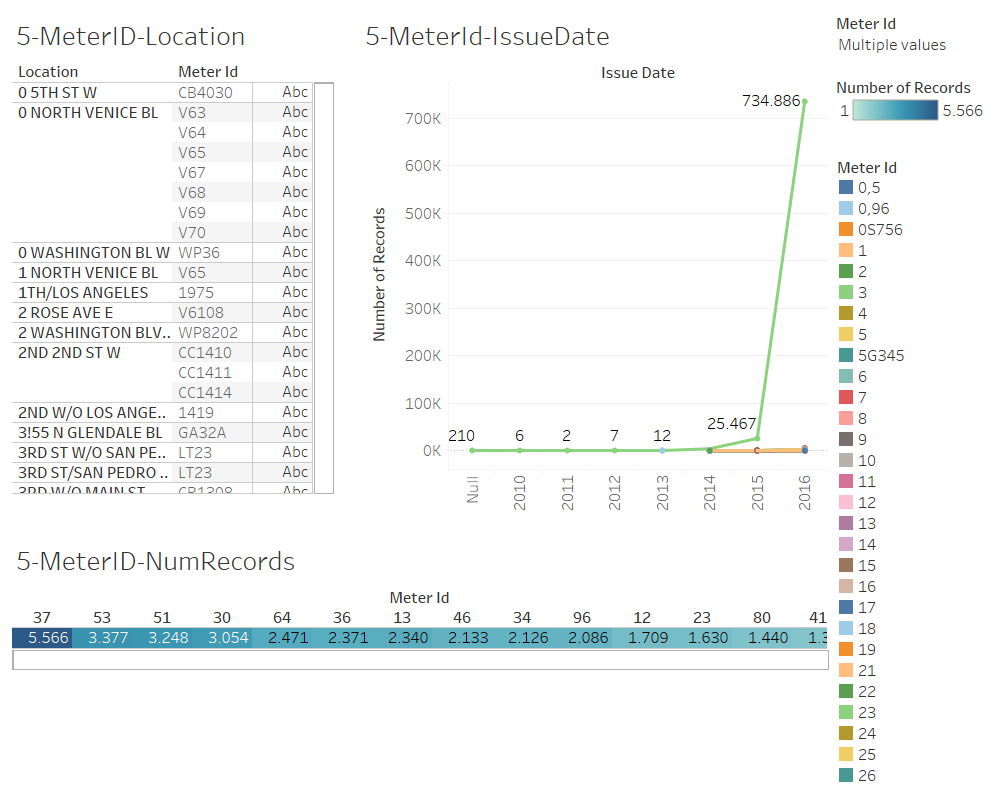 5-MeterID-Location
Location Meter Id
0 5TH ST W CB4030 Abc
0 NORTH VENICE BL V63 Abc
V64 Abc
V65 Abc
V67 Abc
V68 Abc
V69 Abc
V70 Abc
0 WASHINGTON BL W WP36 Abc
1 NORTH VENICE BL V65 Abc
1TH/LOS ANGELES 1975 Abc
2 ROSE AVE E V6108 Abc
2 WASHINGTON BLV.. WP8202 Abc
2ND 2ND ST W CC1410 Abc
CC1411 Abc
CC1414 Abc
2ND W/O LOS ANGE.. 1419 Abc
3!55 N GLENDALE BL GA32A Abc
3RD ST W/O SAN PE.. LT23 Abc
3RD ST/SAN PEDRO .. LT23 Abc
3RD W/O MAIN ST CB1308 Abc
5-MeterId-IssueDate
Issue Date
Number of Records
700K
600K
500K
400K
300K
200K
100K
0K
734.886
25.467
210 6 2 7 12
Null 2010 2011 2012 2013 2014 2015 2016
5-MeterID-NumRecords
Meter Id
37 53 51 30 64 36 13 46 34 96 12 23 80 41
5.566 3.377 3.248 3.054 2.471 2.371 2.340 2.133 2.126 2.086 1.709 1.630 1.440 1.3
Meter Id
Multiple values
Number of Records
1 5.566
Meter Id
0,5
0,96
0S756
1
2
3
4
5
5G345
6
7
8
9
10
11
12
13
14
15
16
17
18
19
21
22
23
24
25
26